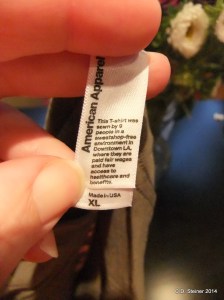 American Apparel
This T-shirt was
sewn by 9
people in a
sweatshop-free
environment in
Downtown LA,
where they are
paid fair wages
and have
access to
healthcare and
benefits.
Made in USA
XL
D. Steiner 2014